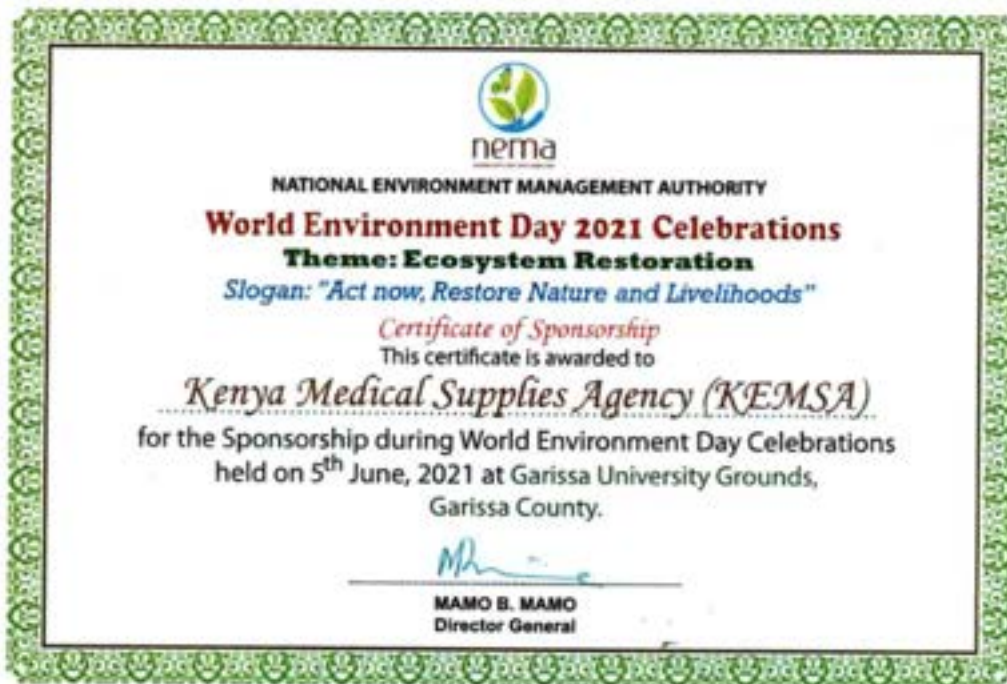 nema
NATIONAL ENVIRONMENT MANAGEMENT AUTHORITY
World Environment Day 2021 Celebrations
Theme: Ecosystem Restoration
Slogan: "Act now, Restore Nature and Livelihoods"
Certificate of Sponsorship
This certificate is awarded to
Kenya Medical Supplies Agency (KEMSA)
for the Sponsorship during World Environment Day Celebrations
held on 5th June, 2021 at Garissa University Grounds,
Garissa County.
MAMO B. MAMO
Director General